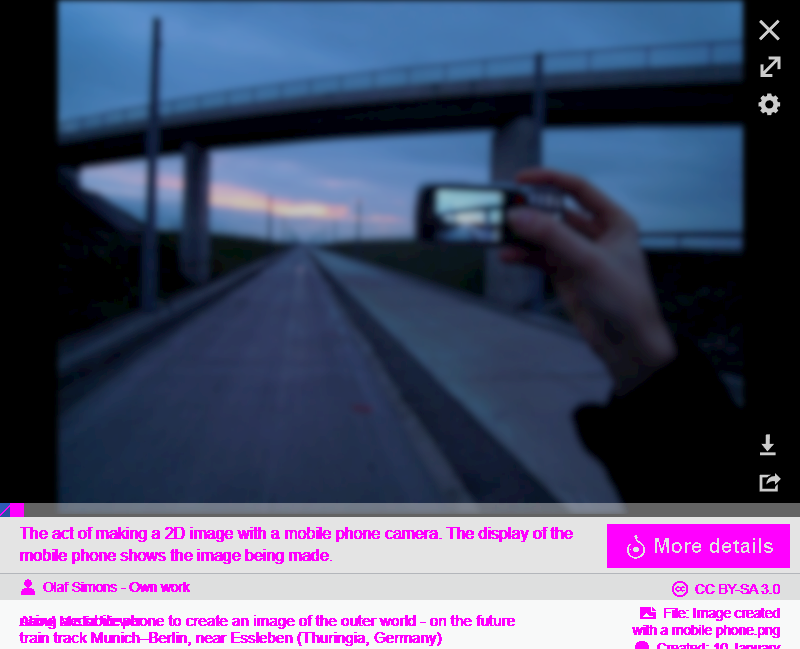 The act of making a 2D image with a mobile phone camera. The display of the
mobile phone shows the image being made.
More details
Olaf Simons - Own work
CC BY-SA 3.0
phone to create an image of the outer world - on the future
train track Munich–Berlin, near Essleben (Thuringia, Germany)
File: Image created
with a mobile phone.png
Created: 10 January